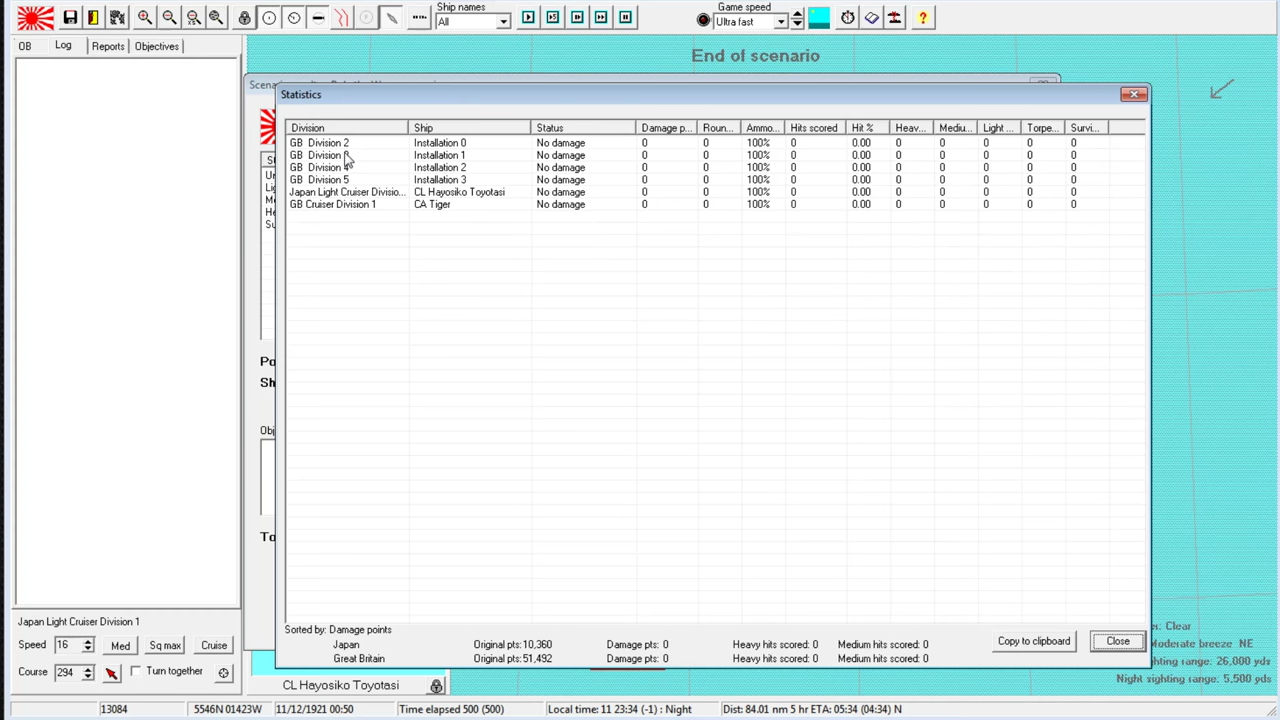 Ship names
All
Game speed
Ultra fast
?
OB Log Reports Objectives
End of scenario
Statistics
Division Ship Status Damage p... Roun... Ammo... Hits scored Hit % Heav... Mediu... Light ... Torpe... Survi...
GB Division 2 Installation 0 No damage 0 0 100% 0 0.00 0 0 0 0 0
GB Division Installation 1 No damage 0 0 100% 0 0.00 0 0 0 0 0
GB Division 4 Installation 2 No damage 0 0 100% 0 0.00 0 0 0 0 0
GB Division 5 Installation 3 No damage 0 0 100% 0 0.00 0 0 0 0 0
Japan Light Cruiser Divisio... CL Hayosiko Toyotasi No damage 0 0 100% 0 0.00 0 0 0 0 0
GB Cruiser Division 1 CA Tiger No damage 0 0 100% 0 0.00 0 0 0 0 0
Po
Sh
Obj
To
Sorted by: Damage points
Japan Original pts: 10,360 Damage pts: 0 Heavy hits scored: 0 Medium hits scored: 0
Great Britain Original pts: 51,492 Damage pts: 0 Heavy hits scored: 0 Medium hits scored: 0
Copy to clipboard Close
Japan Light Cruiser Division 1
Speed 16 Med Sq max Cruise
Course 294 Turn together
er: Clear
Moderate breeze NE
ighting range: 26,000 yds
Night sighting range: 5,500 yds
CL Hayosiko Toyotasi
13084 5546N 01423W 11/12/1921 00:50 Time elapsed 500 (500) Local time: 11 23:34 (-1) : Night Dist: 84.01 nm 5 hr ETA: 05:34 (04:34) N